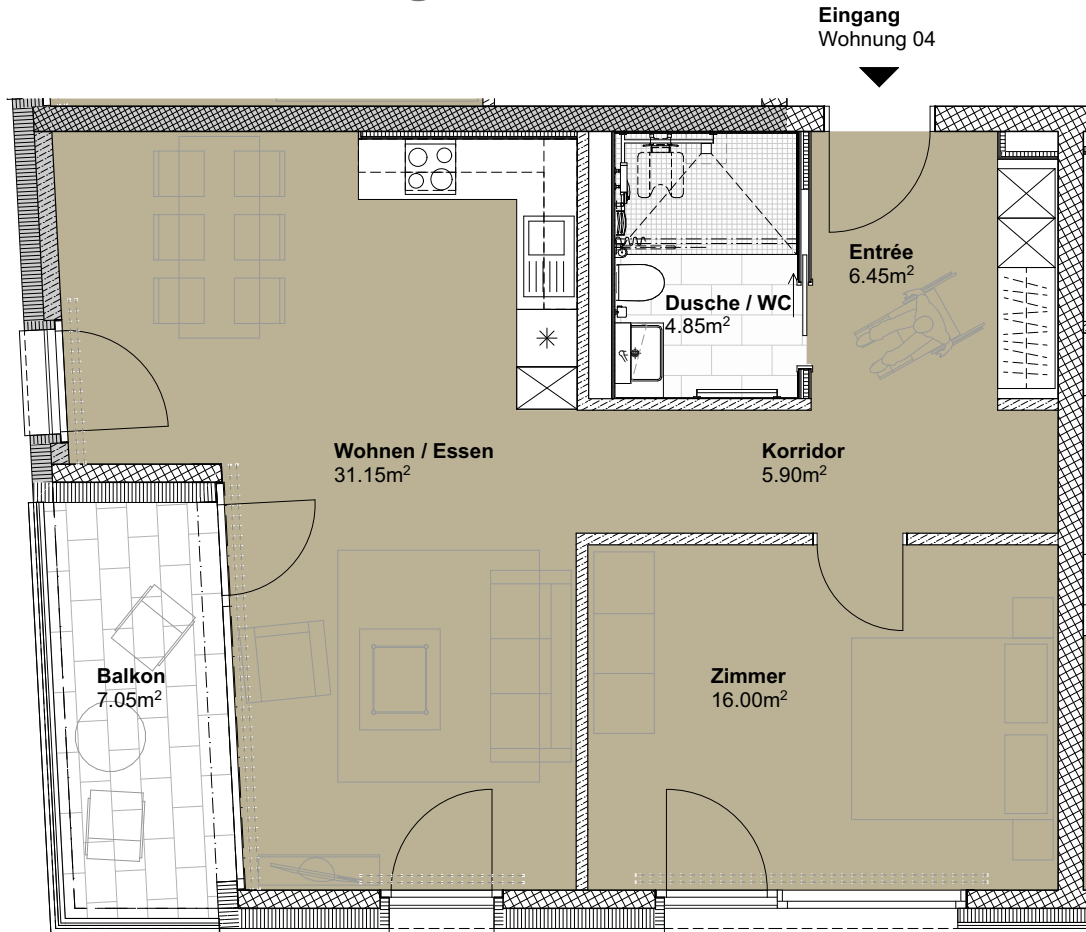 Eingang
Wohnung 04
Entrée
6.45m²
Dusche / WC
4.85m²
Wohnen / Essen
31.15m²
Korridor
5.90m²
Balkon
7.05m²
Zimmer
16.00m²